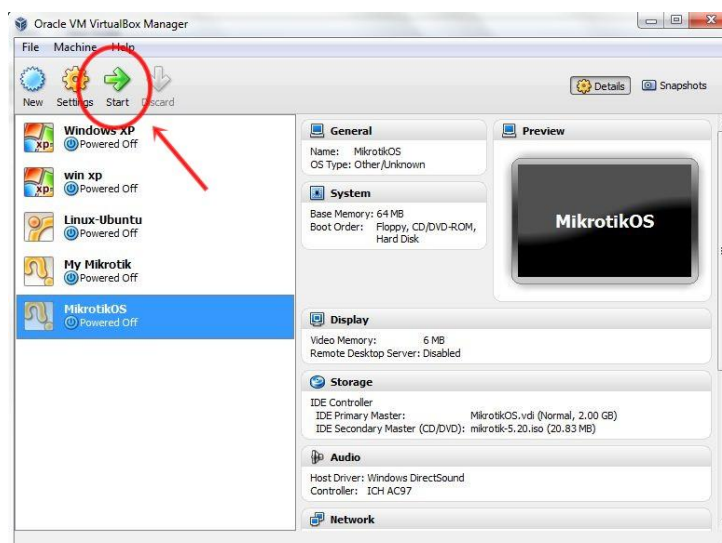 Oracle VM VirtualBox Manager
File Machine Help
New Settings Start Discard
Details Snapshots
Windows XP
Powered Off
win xp
Powered Off
Linux-Ubuntu
Powered Off
My Mikrotik
Powered Off
MikrotikOS
Powered Off
General
Name: MikrotikOS
OS Type: Other/Unknown
System
Base Memory: 64 MB
Boot Order: Floppy, CD/DVD-ROM,
Hard Disk
Preview
MikrotikOS
Display
Video Memory: 6 MB
Remote Desktop Server: Disabled
Storage
IDE Controller
IDE Primary Master: MikrotikOS.vdi (Normal, 2.00 GB)
IDE Secondary Master (CD/DVD): mikrotik-5.20.iso (20.83 MB)
Audio
Host Driver: Windows DirectSound
Controller: ICH AC97
Network